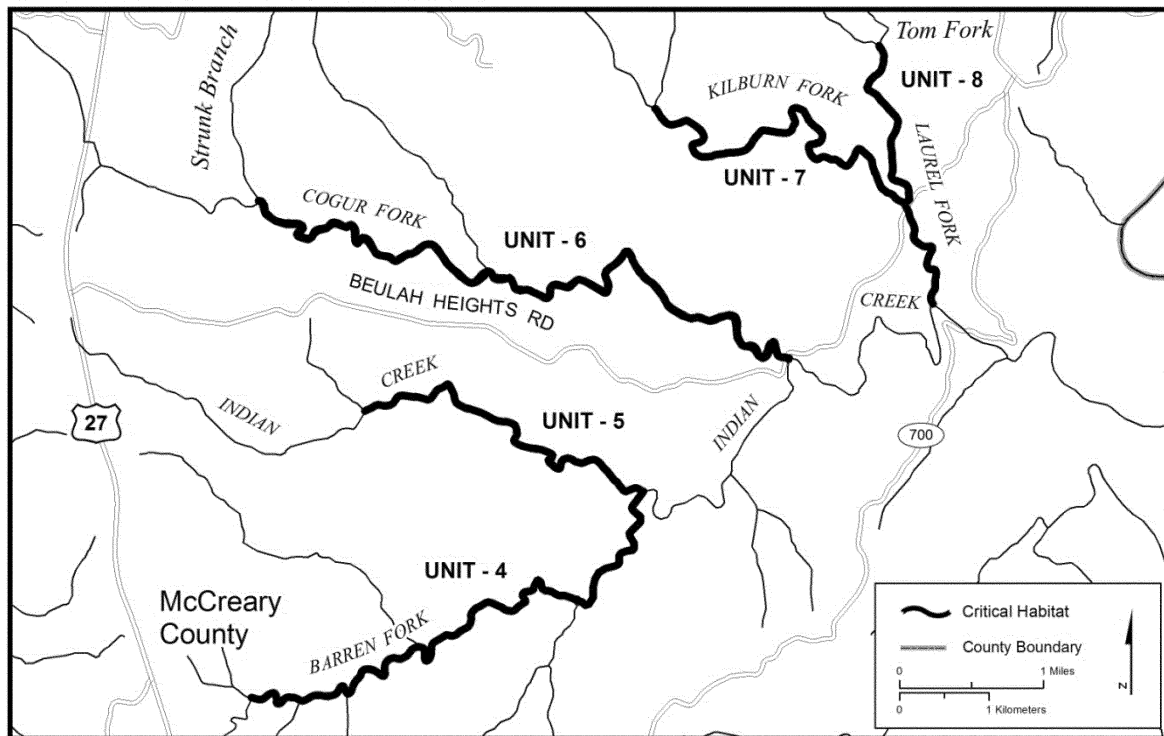 Tom Fork
UNIT - 8
KILBURN FORK
Strunk Branch
LAUREL FORK
UNIT - 7
COGUR FORK
UNIT - 6
BEULAH HEIGHTS RD
CREEK
CREEK
INDIAN
27
UNIT - 5
INDIAN
700
UNIT - 4
McCreary
County
BARREN FORK
Critical Habitat
County Boundary
0 1 Miles
0 1 Kilometers
N